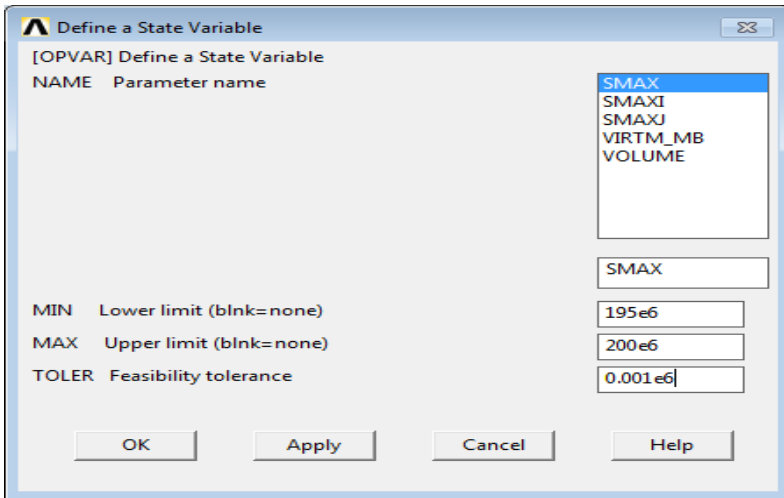 Define a State Variable
[OPVAR] Define a State Variable
NAME Parameter name
SMAX
SMAXI
SMAXJ
VIRTM_MB
VOLUME
SMAX
MIN Lower limit (blnk=none) 195e6
MAX Upper limit (blnk=none) 200e6
TOLER Feasibility tolerance 0.001e6
OK Apply Cancel Help